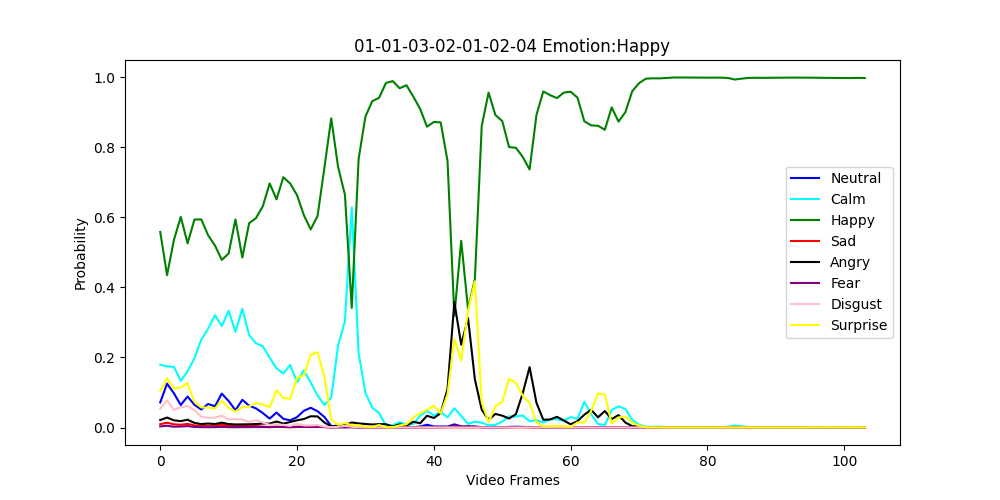 01-01-03-02-01-02-04 Emotion:Happy
1.0
0.8
0.6
0.4
0.2
0.0
Probability
0
20
40
60
80
100
Video Frames
Neutral
Calm
Happy
Sad
Angry
Fear
Disgust
Surprise